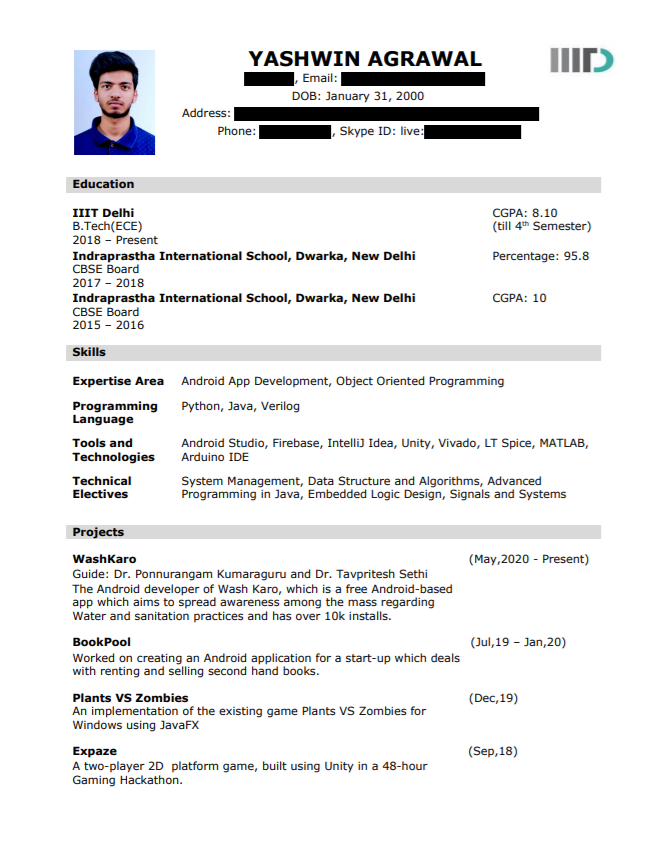 YASHWIN AGRAWAL
, Email:
DOB: January 31, 2000
Address:
Phone: , Skype ID: live:
IIITD
Education
IIIT Delhi CGPA: 8.10
B.Tech(ECE) (till 4th Semester)
2018 – Present
Indraprastha International School, Dwarka, New Delhi Percentage: 95.8
CBSE Board
2017 – 2018
Indraprastha International School, Dwarka, New Delhi CGPA: 10
CBSE Board
2015 – 2016
Skills
Expertise Area Android App Development, Object Oriented Programming
Programming Python, Java, Verilog
Language
Tools and Android Studio, Firebase, IntelliJ Idea, Unity, Vivado, LT Spice, MATLAB,
Technologies Arduino IDE
Technical System Management, Data Structure and Algorithms, Advanced
Electives Programming in Java, Embedded Logic Design, Signals and Systems
Projects
WashKaro (May,2020 - Present)
Guide: Dr. Ponnurangam Kumaraguru and Dr. Tavpritesh Sethi
The Android developer of Wash Karo, which is a free Android-based
app which aims to spread awareness among the mass regarding
Water and sanitation practices and has over 10k installs.
BookPool (Jul,19 – Jan,20)
Worked on creating an Android application for a start-up which deals
with renting and selling second hand books.
Plants VS Zombies (Dec,19)
An implementation of the existing game Plants VS Zombies for
Windows using JavaFX
Expaze (Sep,18)
A two-player 2D  platform game, built using Unity in a 48-hour
Gaming Hackathon.